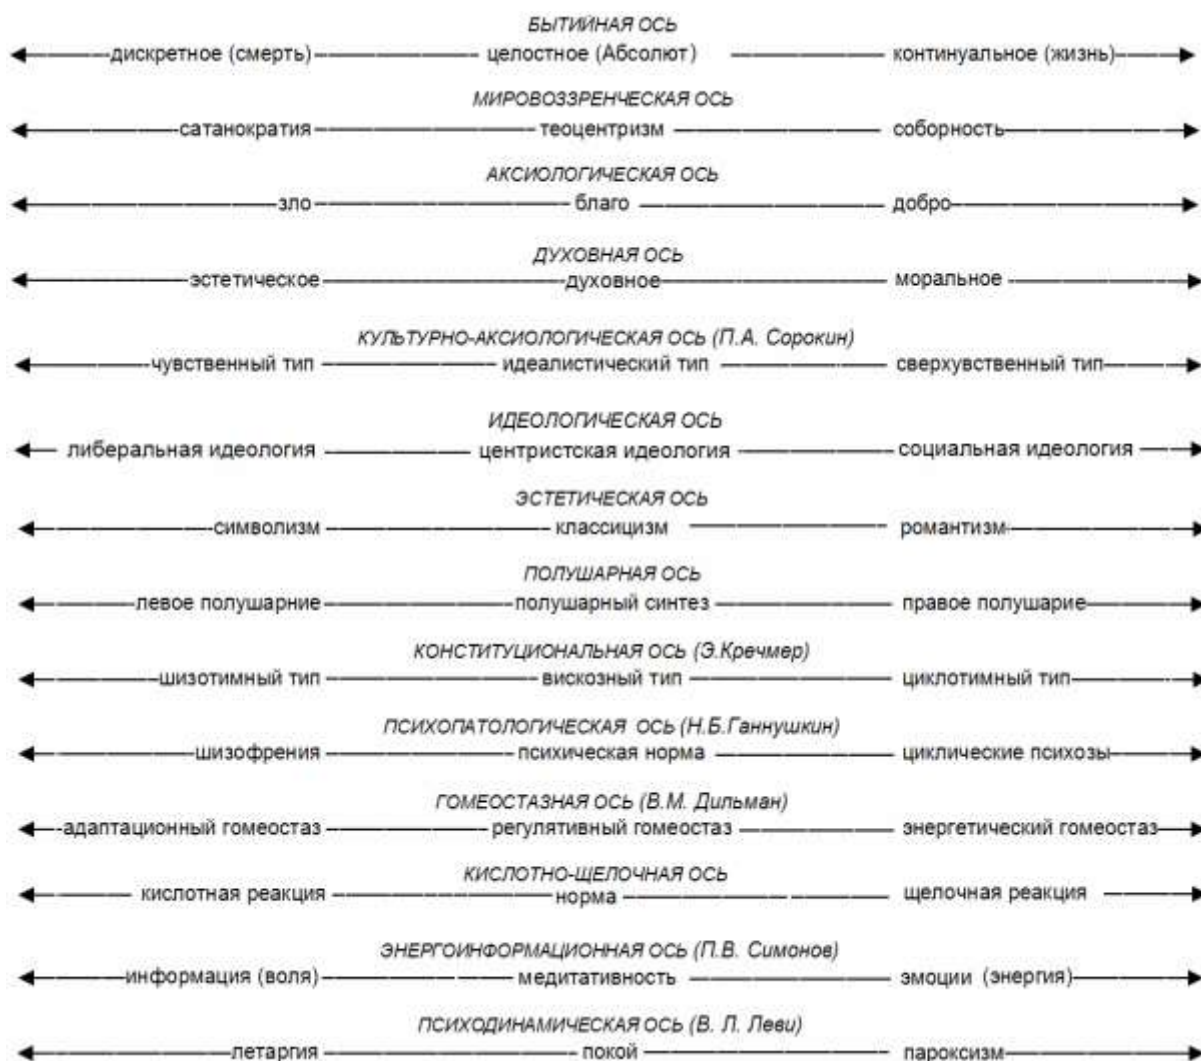 БЫТИЙНАЯ ОСЬ
дискретное (смерть) целостное (Абсолют) континуальное (жизнь)
МИРОВОЗЗРЕНЧЕСКАЯ ОСЬ
сатанократия теоцентризм соборность
АКСИОЛОГИЧЕСКАЯ ОСЬ
зло благо добро
ДУХОВНАЯ ОСЬ
эстетическое духовное моральное
КУЛЬТУРНО-АКСИОЛОГИЧЕСКАЯ ОСЬ (П.А. Сорокин)
чувственный тип идеалистический тип сверхувственный тип
ИДЕОЛОГИЧЕСКАЯ ОСЬ
либеральная идеология центристская идеология социальная идеология
ЭСТЕТИЧЕСКАЯ ОСЬ
символизм классицизм романтизм
ПОЛУШАРНАЯ ОСЬ
левое полушарние полушарный синтез правое полушарие
КОНСТИТУЦИОНАЛЬНАЯ ОСЬ (Э.Кречмер)
шизотимный тип вискозный тип циклотимный тип
ПСИХОПАТОЛОГИЧЕСКАЯ ОСЬ (Н.Б.Ганнушкин)
шизофрения психическая норма циклические психозы
ГОМЕОСТАЗНАЯ ОСЬ (В.М. Дильман)
адаптационный гомеостаз регулятивный гомеостаз энергетический гомеостаз
КИСЛОТНО-ЩЕЛОЧНАЯ ОСЬ
кислотная реакция норма щелочная реакция
ЭНЕРГОИНФОРМАЦИОННАЯ ОСЬ (П.В. Симонов)
информация (воля) медитативность эмоции (энергия)
ПСИХОДИНАМИЧЕСКАЯ ОСЬ (В. Л. Леви)
летаргия покой пароксизм